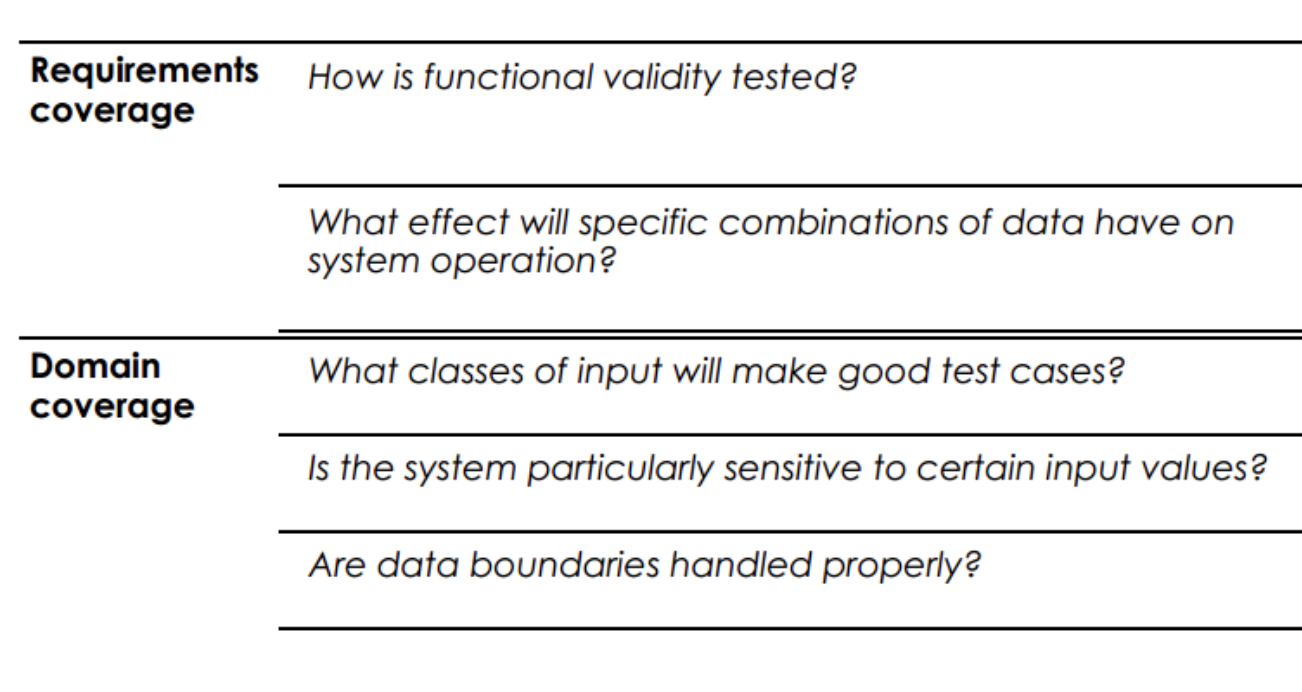 Requirements
coverage
How is functional validity tested?
What effect will specific combinations of data have on
system operation?
Domain
coverage
What classes of input will make good test cases?
Is the system particularly sensitive to certain input values?
Are data boundaries handled properly?